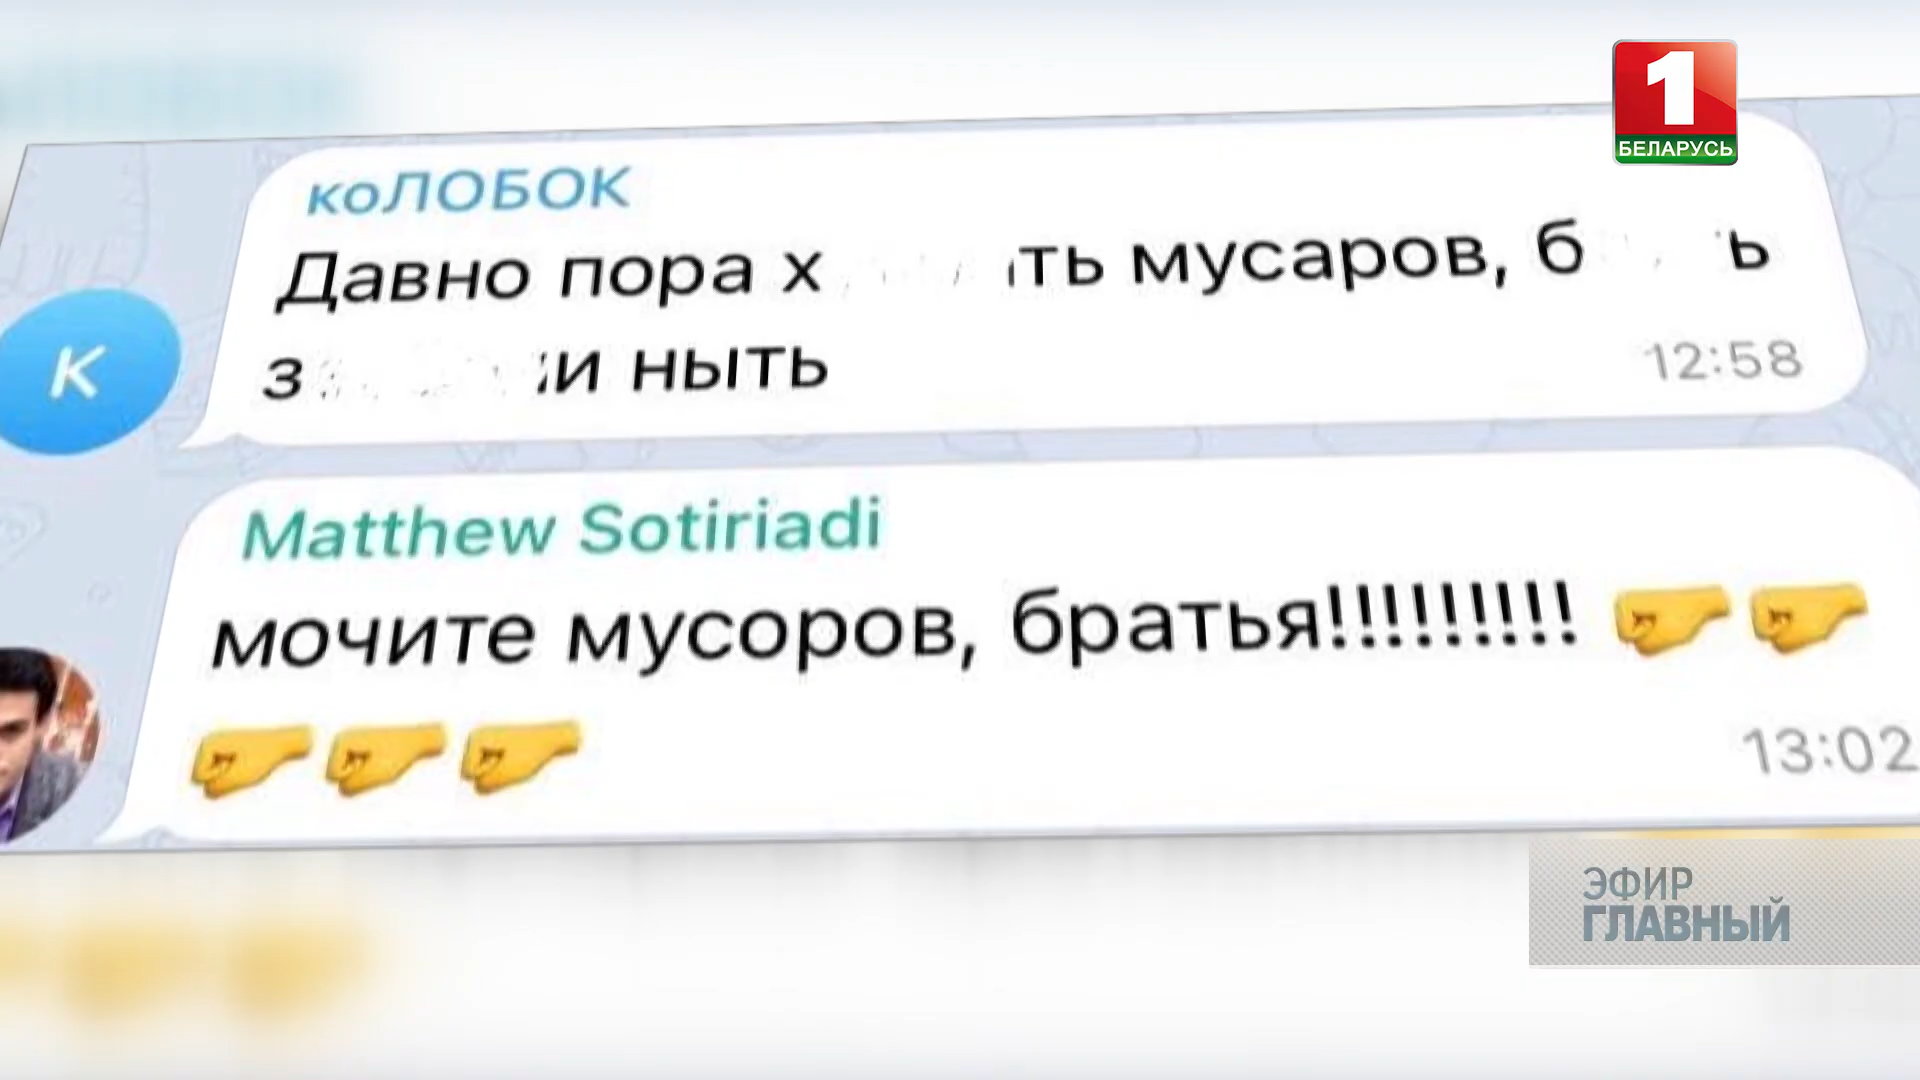 1
БЕЛАРУСЬ
коЛОБОК
Давно пора х ть мусаров, б ь
з и ныть
12:58
К
Matthew Sotiriadi
мочите мусоров, братья!!!!!!!!! 🤛🤛
🤛🤛🤛
13:02
ЭФИР
ГЛАВНЫЙ